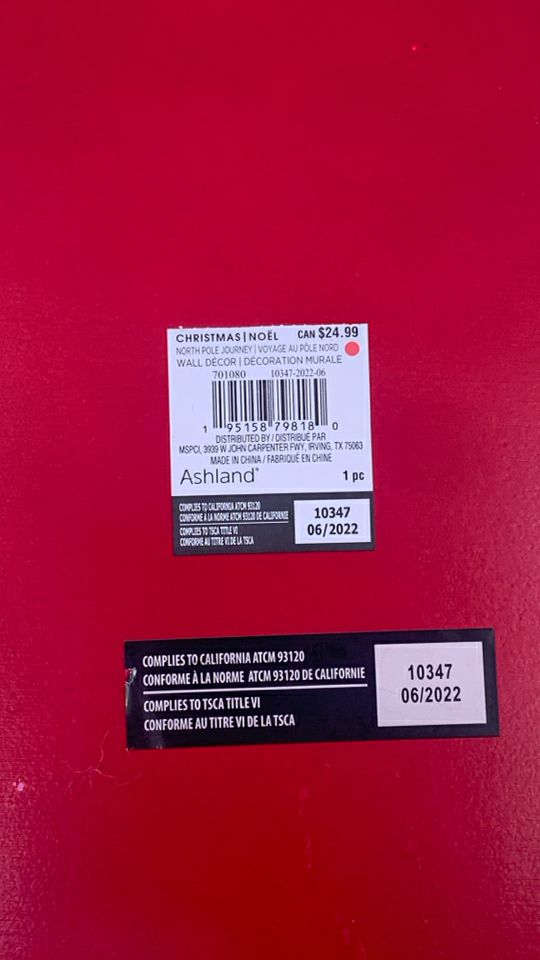 CHRISTMAS | NOËL CAN $24.99
NORTH POLE JOURNEY | VOYAGE AU PÔLE NORD
WALL DÉCOR | DÉCORATION MURALE
701080 10347-2022-06
1 95158 79818 0
DISTRIBUTED BY / DISTRIBUÉ PAR
MSPCI, 3939 W JOHN CARPENTER FWY, IRVING, TX 75063
MADE IN CHINA / FABRIQUÉ EN CHINE
Ashland® 1 pc
COMPLIES TO CALIFORNIA ATCM 93120
CONFORME À LA NORME ATCM 93120 DE CALIFORNIE
COMPLIES TO TSCA TITLE VI
CONFORME AU TITRE VI DE LA TSCA
10347
06/2022
COMPLIES TO CALIFORNIA ATCM 93120
CONFORME À LA NORME ATCM 93120 DE CALIFORNIE
COMPLIES TO TSCA TITLE VI
CONFORME AU TITRE VI DE LA TSCA
10347
06/2022